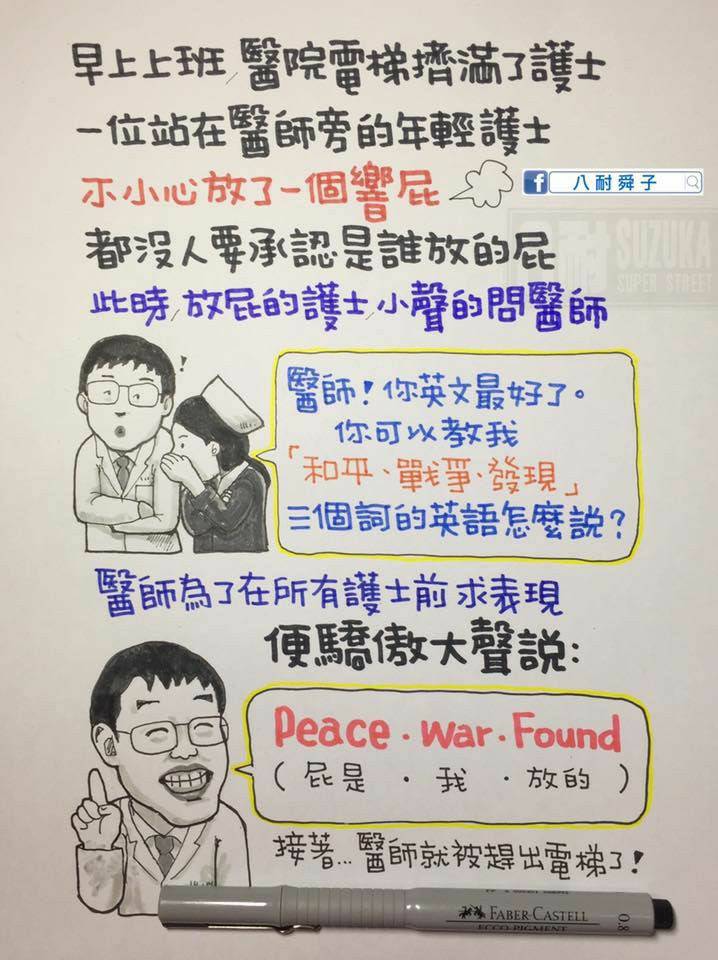 早上上班,醫院電梯擠滿了護士
一位站在醫師旁的年輕護士
不小心放了一個響屁
八耐舜子
都沒人要承認是誰放的屁
耐 SUZUKA
SUPER STREET
此時,放屁的護士,小聲的問醫師
!
醫師!你英文最好了。
你可以教我
「和平、戰爭、發現」
三個詞的英語怎麼說?
醫師為了在所有護士前求表現
便驕傲大聲說:
Peace·War·Found
(屁是·我·放的)
接著...醫師就被趕出電梯了!
FABER-CASTELL
ECCO PIGMENT
0.8